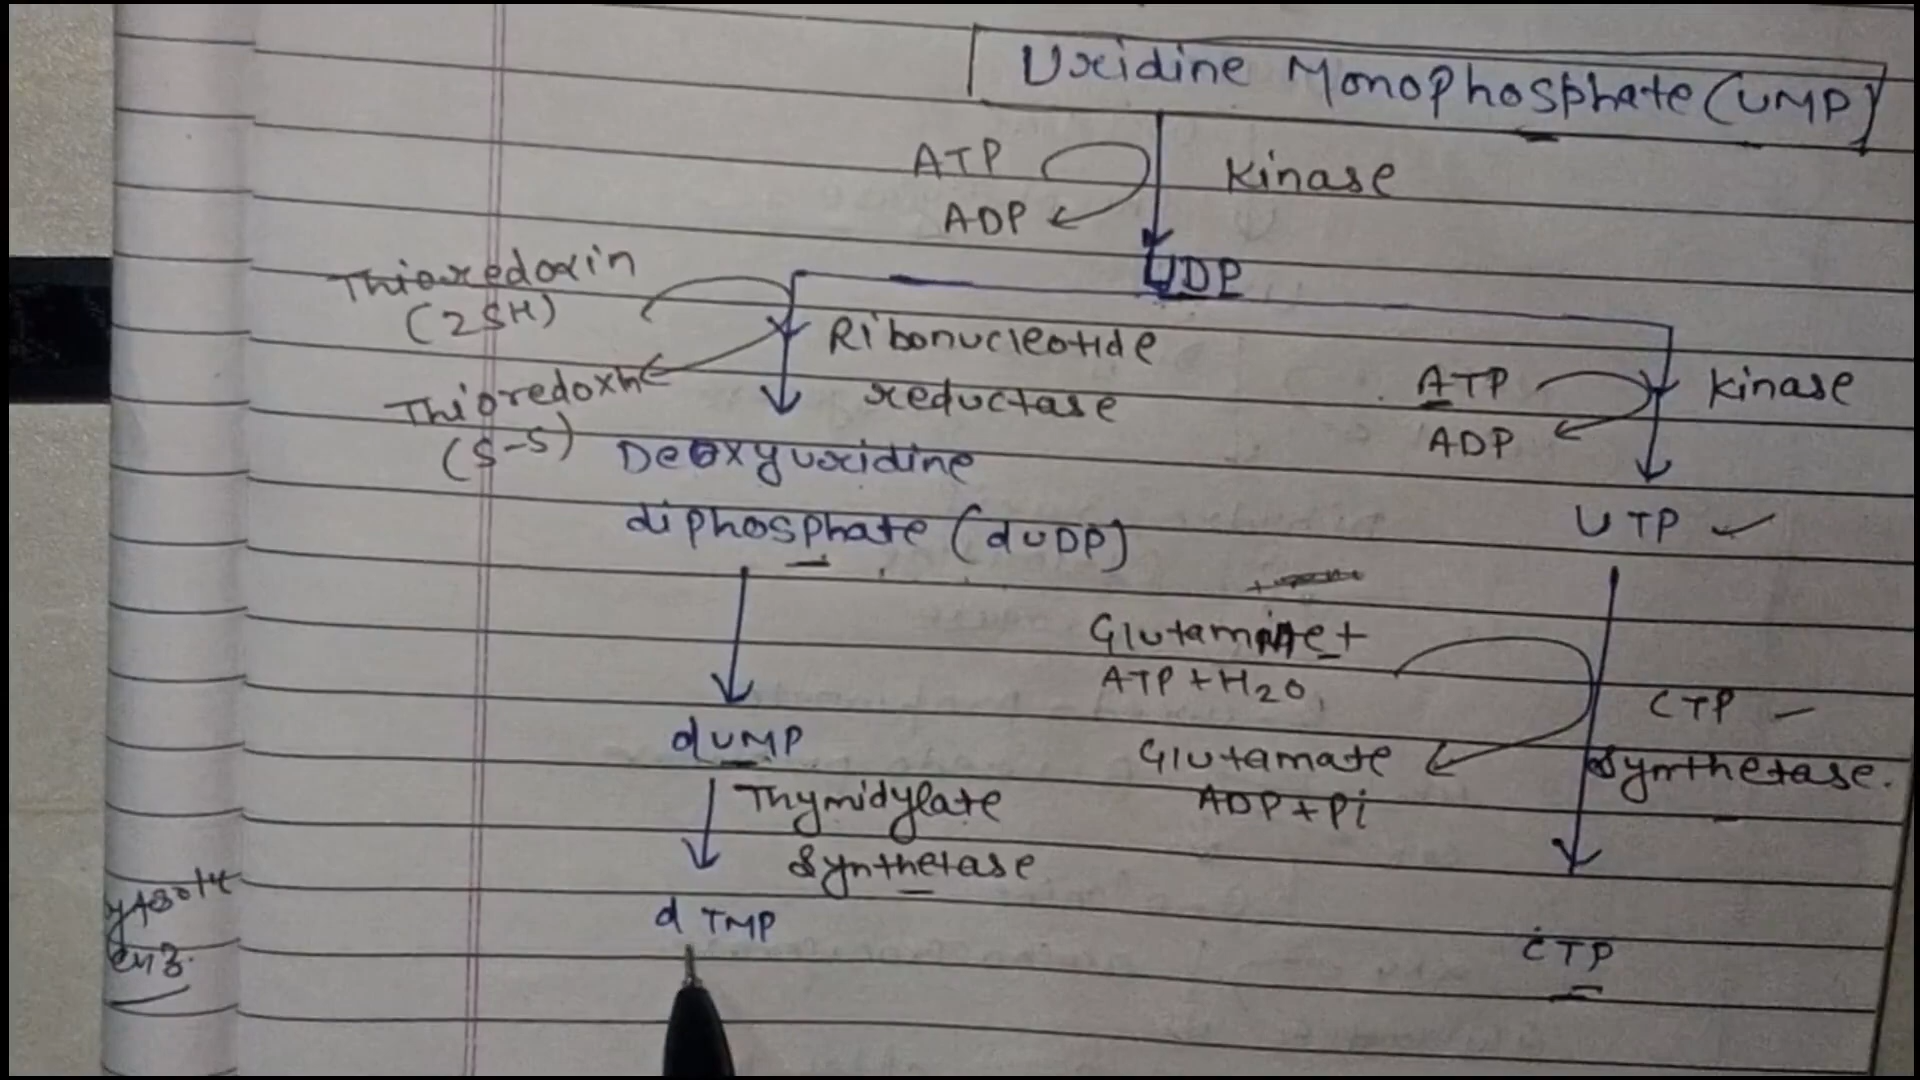 Uridine Monophosphate (UMP)
ATP
Kinase
ADP
UDP
Thioredoxin
(2SH)
Ribonucleotide
reductase
Thioredoxin
(S-S)
ATP
Kinase
ADP
Deoxyuridine
diphosphate (dUDP)
UTP
Glutamine+
ATP + H2O
CTP
Synthetase.
Glutamate
ADP+Pi
dUMP
Thymidylate
Synthetase
dTMP
CTP